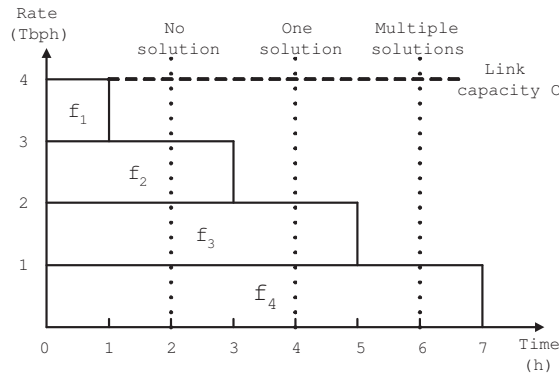 Rate
(Tbph)
No
solution
One
solution
Multiple
solutions
Link
capacity C
4
3
2
1
f1
f2
f3
f4
0
1
2
3
4
5
6
7
Time
(h)